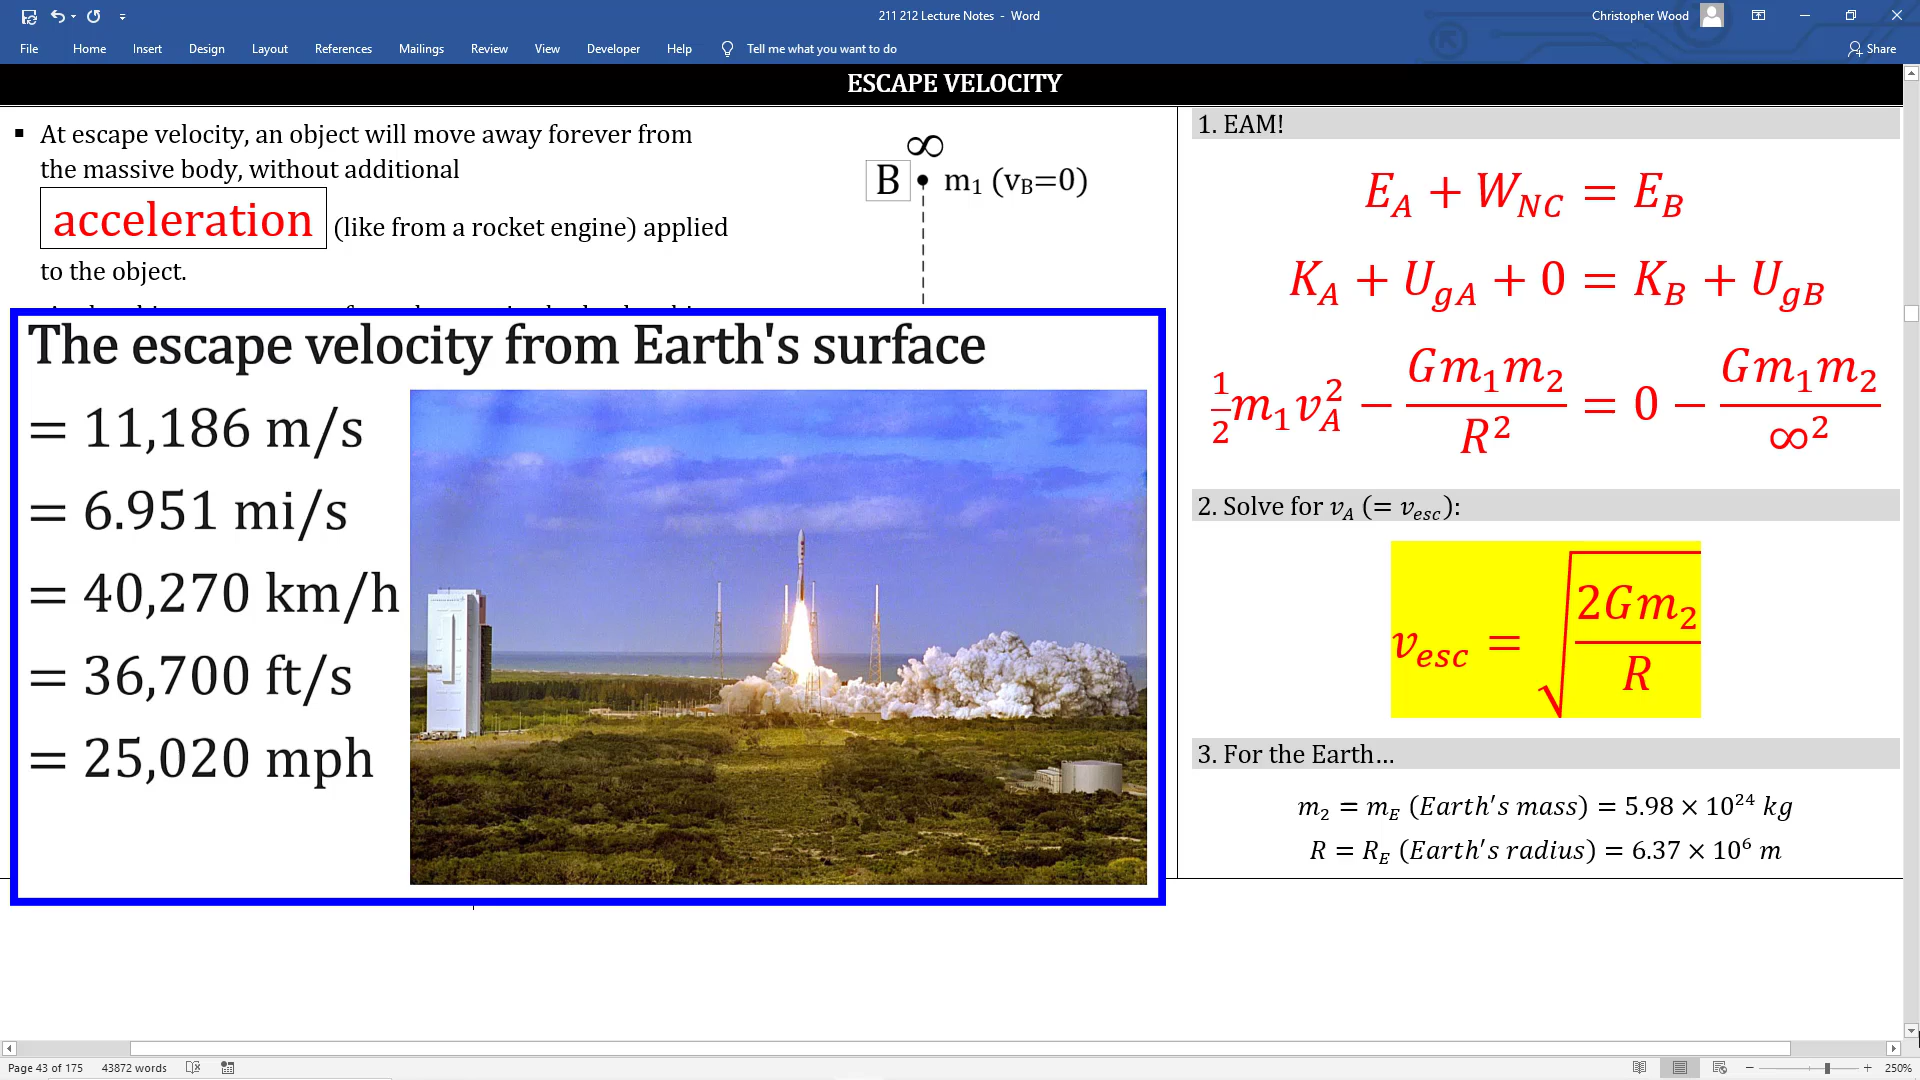 211 212 Lecture Notes - Word
Christopher Wood
File Home Insert Design Layout References Mailings Review View Developer Help Tell me what you want to do
Share
ESCAPE VELOCITY
▪ At escape velocity, an object will move away forever from
the massive body, without additional
acceleration (like from a rocket engine) applied
to the object.
∞
B • m₁ (v_B=0)
The escape velocity from Earth's surface
= 11,186 m/s
= 6.951 mi/s
= 40,270 km/h
= 36,700 ft/s
= 25,020 mph
1. EAM!
E_A + W_NC = E_B
K_A + U_gA + 0 = K_B + U_gB
½m₁v_A² − Gm₁m₂/R² = 0 − Gm₁m₂/∞²
2. Solve for v_A (= v_esc):
v_esc = √(2Gm₂/R)
3. For the Earth…
m₂ = m_E (Earth's mass) = 5.98 × 10²⁴ kg
R = R_E (Earth's radius) = 6.37 × 10⁶ m
Page 43 of 175 43872 words
250%